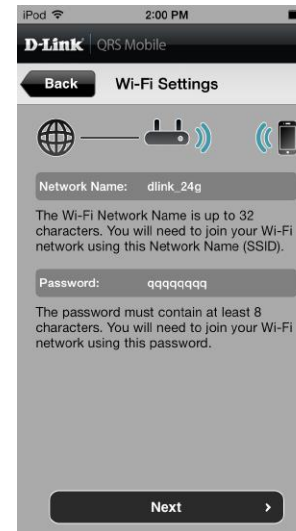 iPod 2:00 PM
D-Link QRS Mobile
Back Wi-Fi Settings
Network Name: dlink_24g
The Wi-Fi Network Name is up to 32
characters. You will need to join your Wi-Fi
network using this Network Name (SSID).
Password: qqqqqqqq
The password must contain at least 8
characters. You will need to join your Wi-Fi
network using this password.
Next